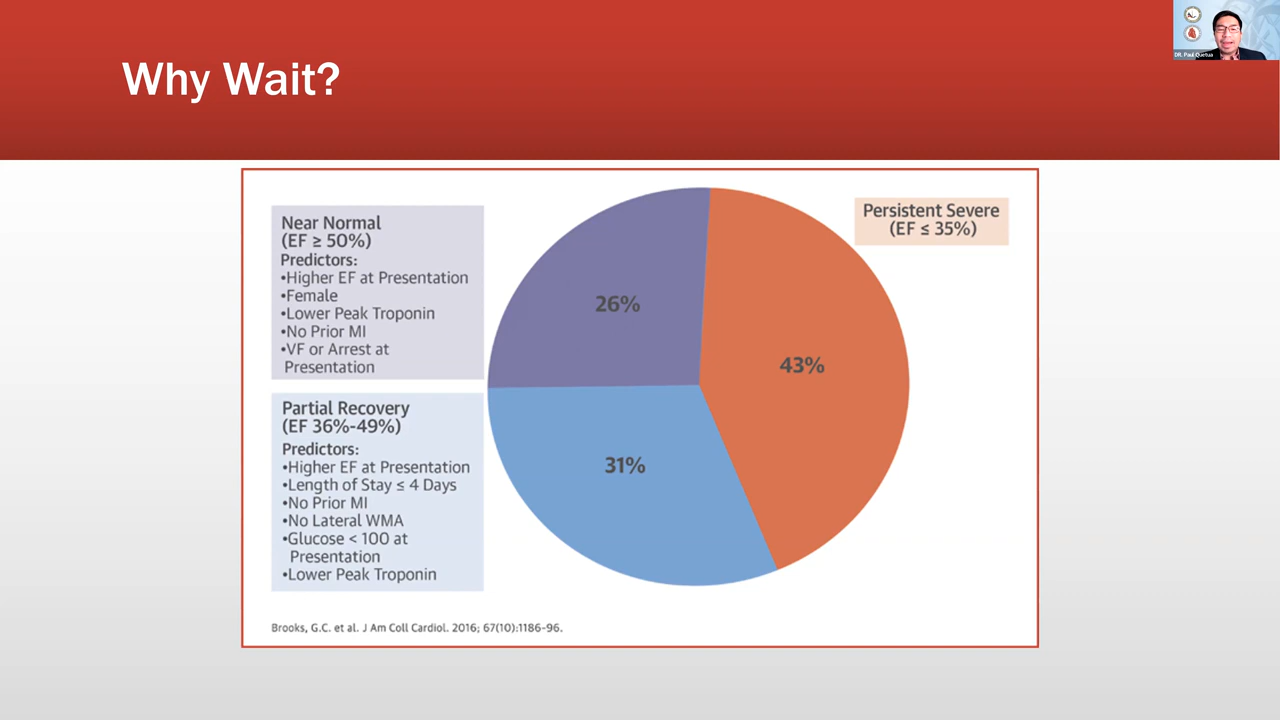 Why Wait?
DR. Paul Quetua
Near Normal
(EF ≥ 50%)
Predictors:
•Higher EF at Presentation
•Female
•Lower Peak Troponin
•No Prior MI
•VF or Arrest at
Presentation
Partial Recovery
(EF 36%-49%)
Predictors:
•Higher EF at Presentation
•Length of Stay ≤ 4 Days
•No Prior MI
•No Lateral WMA
•Glucose < 100 at
Presentation
•Lower Peak Troponin
26%
43%
31%
Persistent Severe
(EF ≤ 35%)
Brooks, G.C. et al. J Am Coll Cardiol. 2016; 67(10):1186-96.